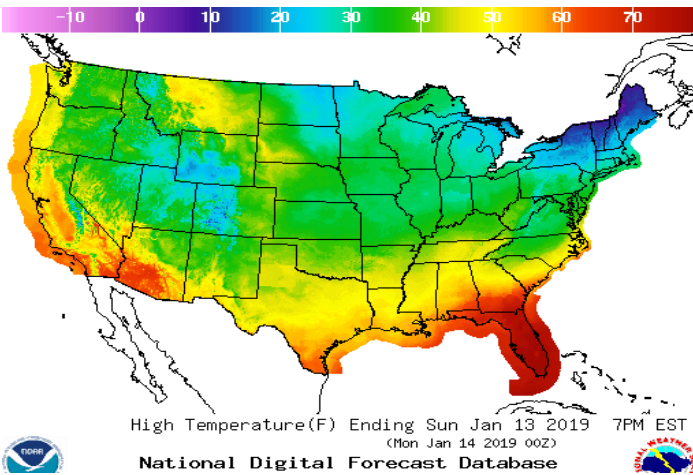 -10 0 10 20 30 40 50 60 70
High Temperature(F) Ending Sun Jan 13 2019 7PM EST
(Mon Jan 14 2019 00Z)
National Digital Forecast Database
NOAA